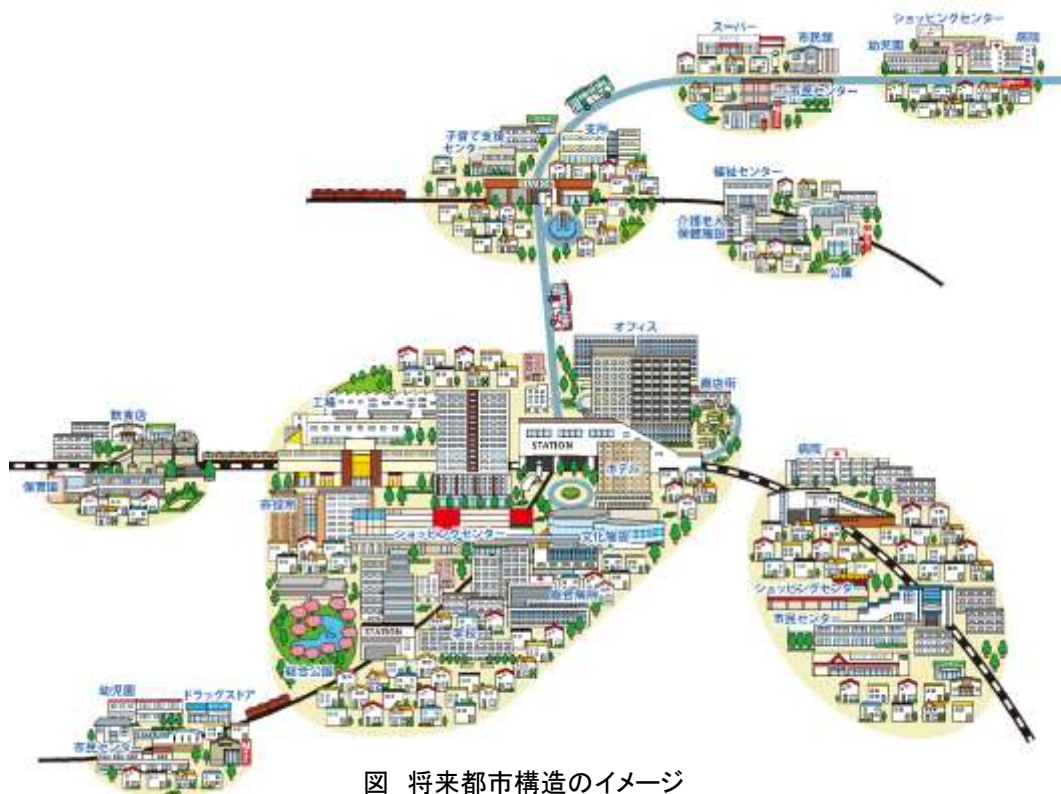 スーパー
市民館
ショッピングセンター
幼児園
病院
市民センター
子育て支援
センター
支所
福祉センター
介護老人
保健施設
公園
オフィス
商店街
工場
飲食店
保育園
STATION
ホテル
市役所
ショッピングセンター
文化施設
総合病院
学校
STATION
総合公園
病院
ショッピングセンター
市民センター
幼児園
ドラッグストア
市民センター
図 将来都市構造のイメージ